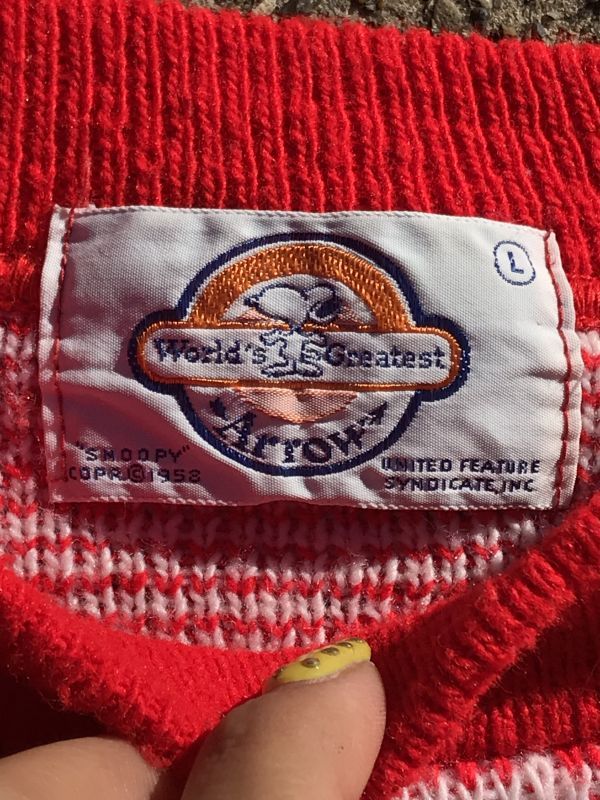 L
World's Greatest
Arrow
"SNOOPY"
COPR.©1958
UNITED FEATURE
SYNDICATE, INC